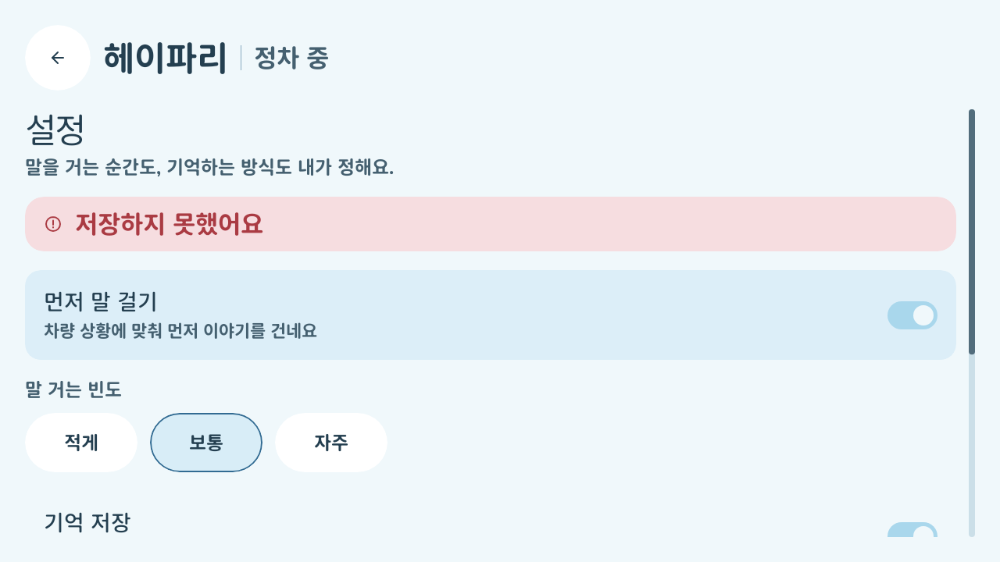 헤이파리 | 정차 중
설정
말을 거는 순간도, 기억하는 방식도 내가 정해요.
저장하지 못했어요
먼저 말 걸기
차량 상황에 맞춰 먼저 이야기를 건네요
말 거는 빈도
적게 보통 자주
기억 저장